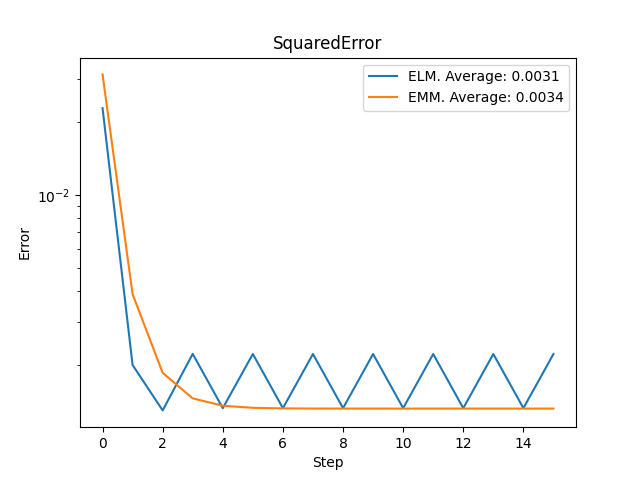 SquaredError
ELM. Average: 0.0031
EMM. Average: 0.0034
10⁻²
Error
0 2 4 6 8 10 12 14
Step